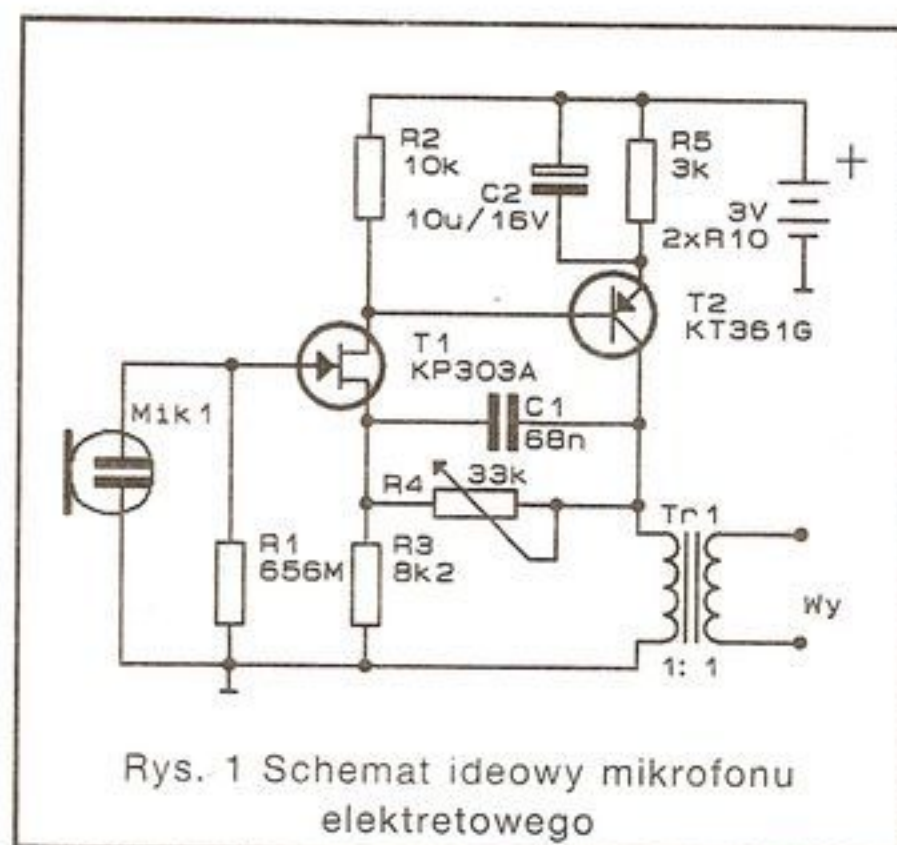 R2
10k
C2
10u/16V
R5
3k
+
3V
2xR10
T2
KT361G
T1
KP303A
Mik1
C1
68n
R4
33k
R1
656M
R3
8k2
Tr1
Wy
1:1
Rys. 1 Schemat ideowy mikrofonu
elektretowego